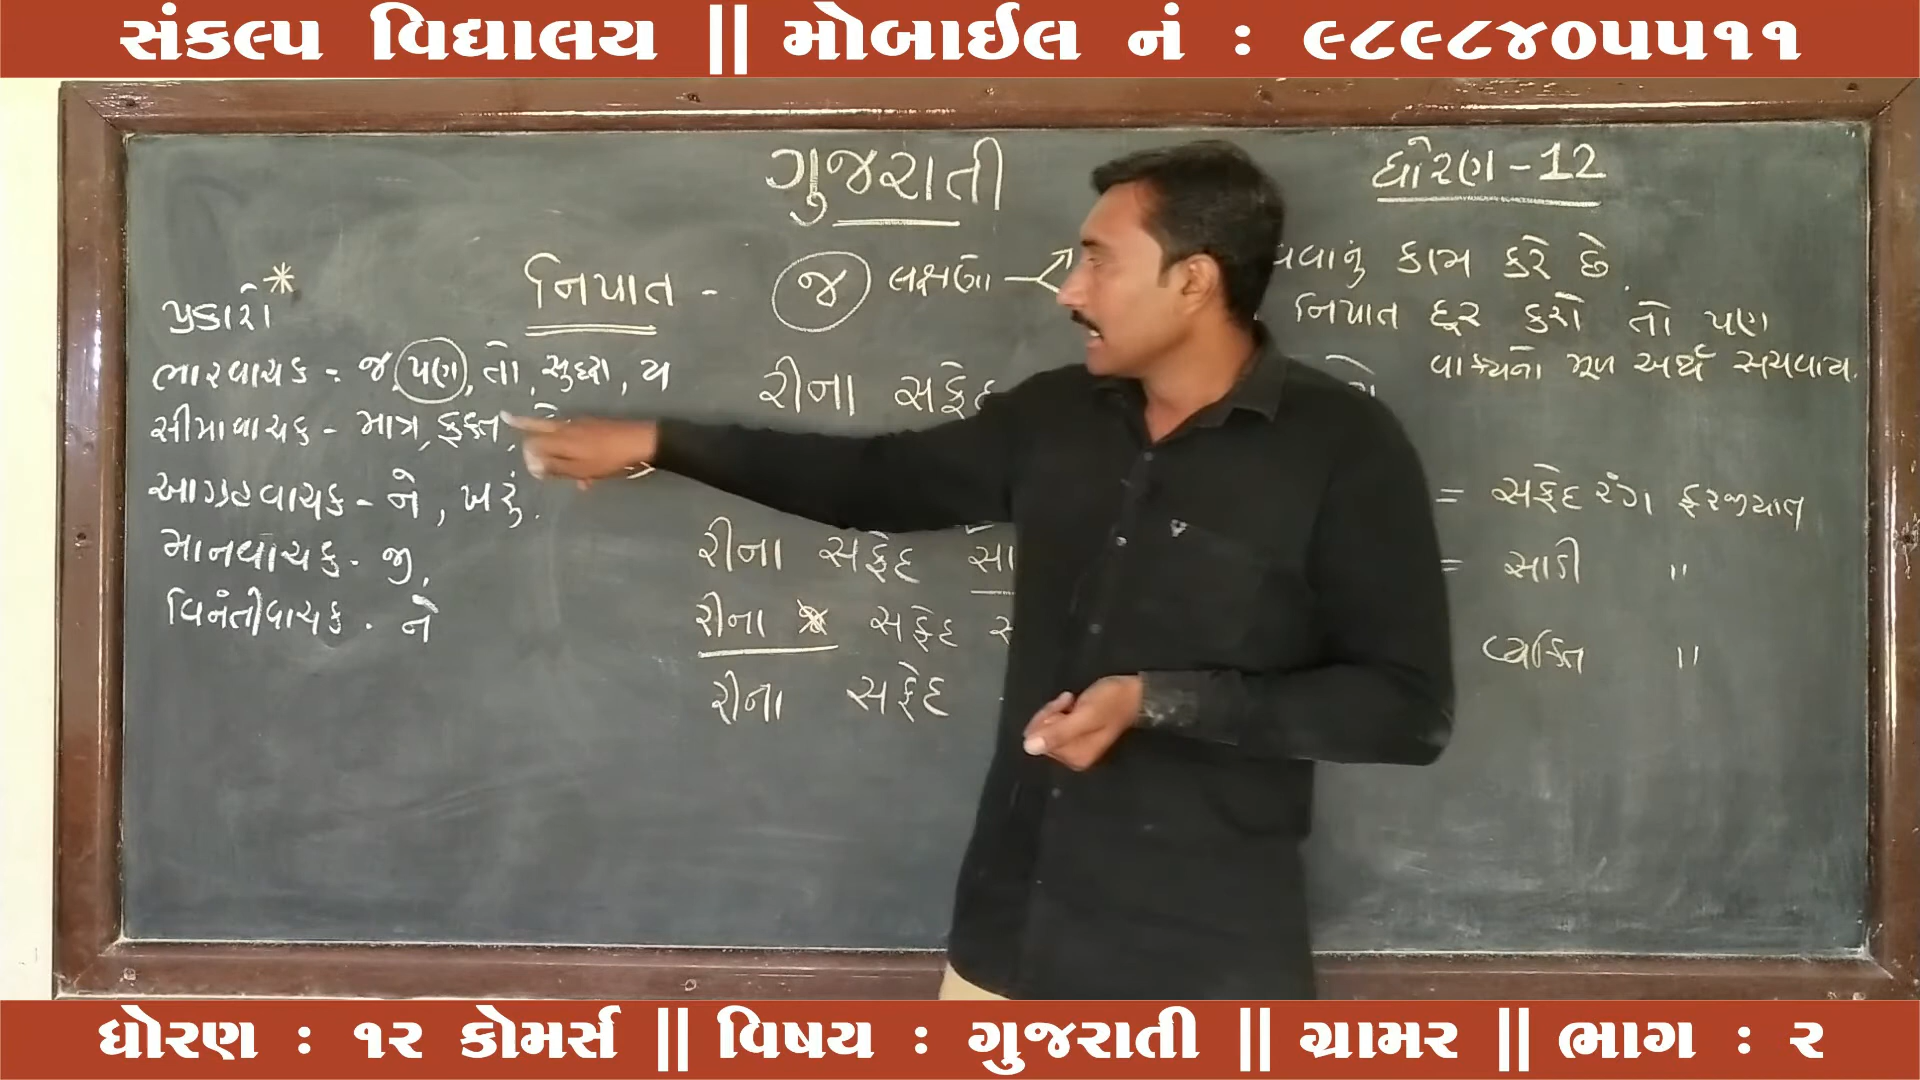 સંકલ્પ વિદ્યાલય || મોબાઈલ નં : ૯૮૯૮૪૦૫૫૧૧
ગુજરાતી
ધોરણ - 12
નિપાત - જ લક્ષણો
વવાનું કામ કરે છે.
નિપાત દૂર કરો તો પણ
વાક્યનો મૂળ અર્થ સચવાય.
પ્રકારો *
ભારવાચક - જ, પણ, તો, સુદ્ધા, ય
સીમાવાચક - માત્ર, ફક્ત,
આગ્રહવાચક - ને, ખરું.
માનવાચક - જી,
વિનંતીવાચક - ને
રીના સફેદ
= સફેદ રંગ ફરજીયાત
રીના સફેદ સા
= સાડી "
રીના સફેદ સ
વ્યક્તિ "
રીના સફેદ
ધોરણ : ૧૨ કોમર્સ || વિષય : ગુજરાતી || ગ્રામર || ભાગ : ૨